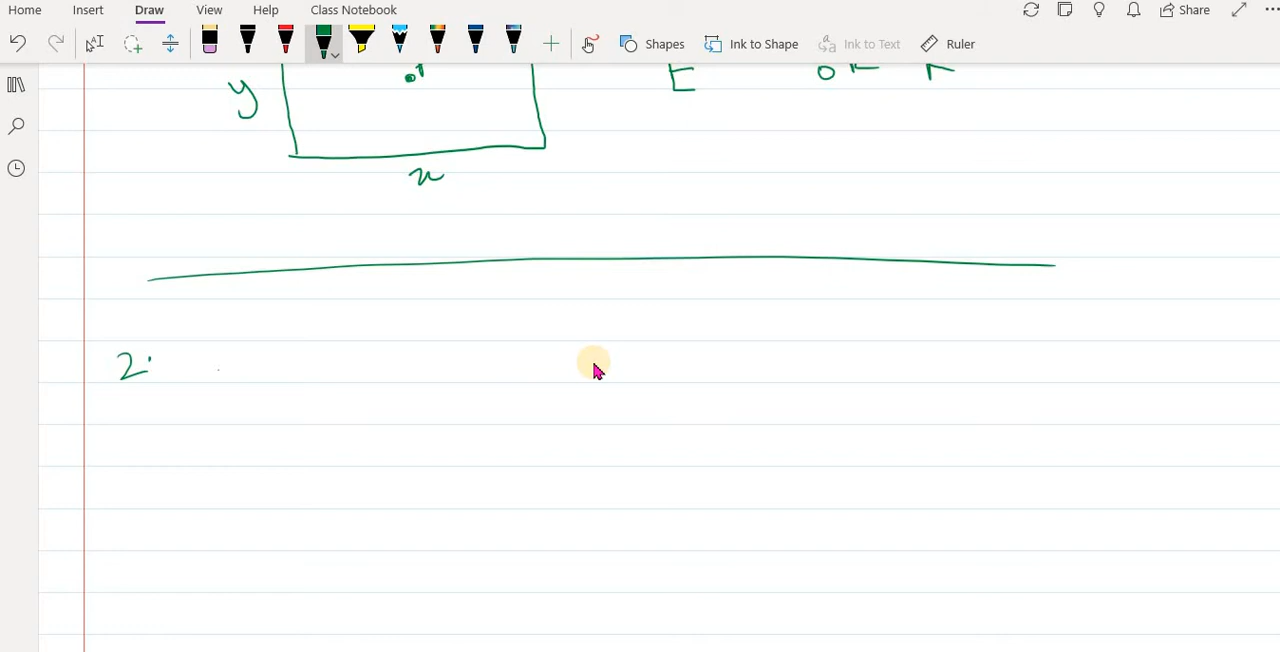 Home Insert Draw View Help Class Notebook Share
Shapes Ink to Shape Ink to Text Ruler
y E
x
2.